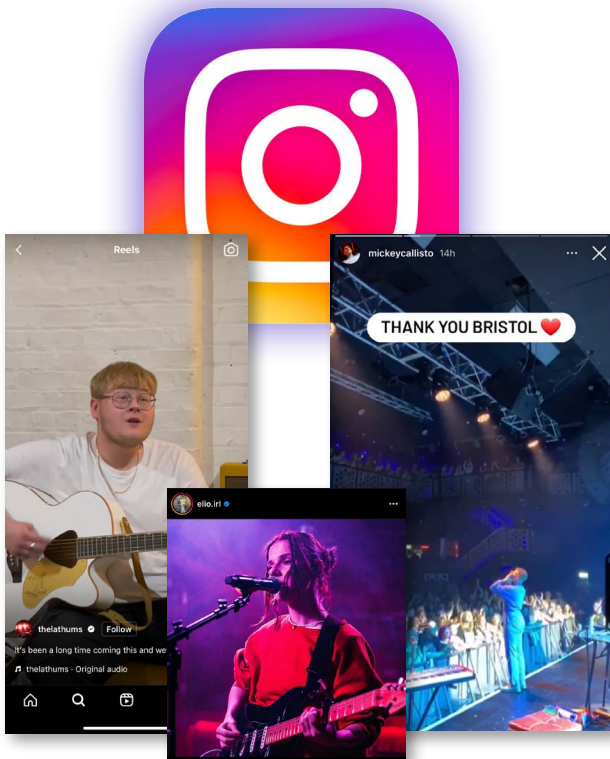 Reels
thelathums Follow
It's been a long time coming this and we
thelathums · Original audio
elio.irl
mickeycallisto 14h
THANK YOU BRISTOL ❤️